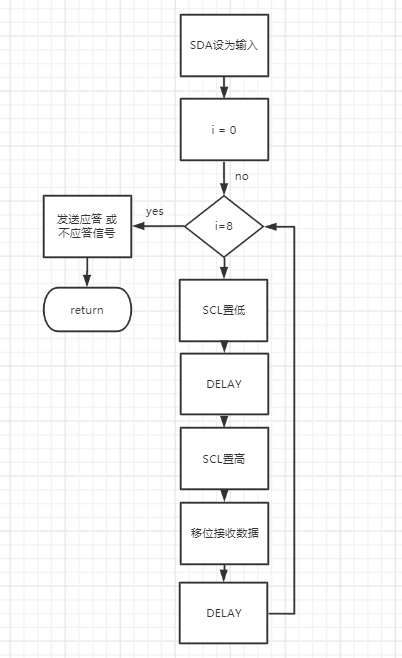 SDA设为输入
i = 0
no
i=8
yes
发送应答 或
不应答信号
return
SCL置低
DELAY
SCL置高
移位接收数据
DELAY